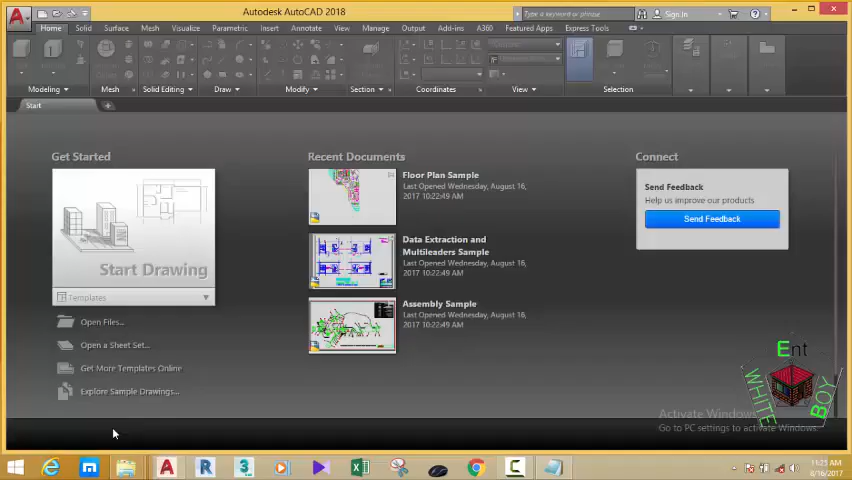 Autodesk AutoCAD 2018
Type a keyword or phrase
Sign In
Home Solid Surface Mesh Visualize Parametric Insert Annotate View Manage Output Add-ins A360 Featured Apps Express Tools
Modeling Mesh Solid Editing Draw Modify Section Coordinates View Selection
Start
Get Started
Start Drawing
Templates
Open Files...
Open a Sheet Set...
Get More Templates Online
Explore Sample Drawings...
Recent Documents
Floor Plan Sample
Last Opened Wednesday, August 16,
2017 10:22:49 AM
Data Extraction and
Multileaders Sample
Last Opened Wednesday, August 16,
2017 10:22:49 AM
Assembly Sample
Last Opened Wednesday, August 16,
2017 10:22:49 AM
Connect
Send Feedback
Help us improve our products
Send Feedback
Ent
WHITE
BOY
Activate Windows
Go to PC settings to activate Windows.
8/16/2017